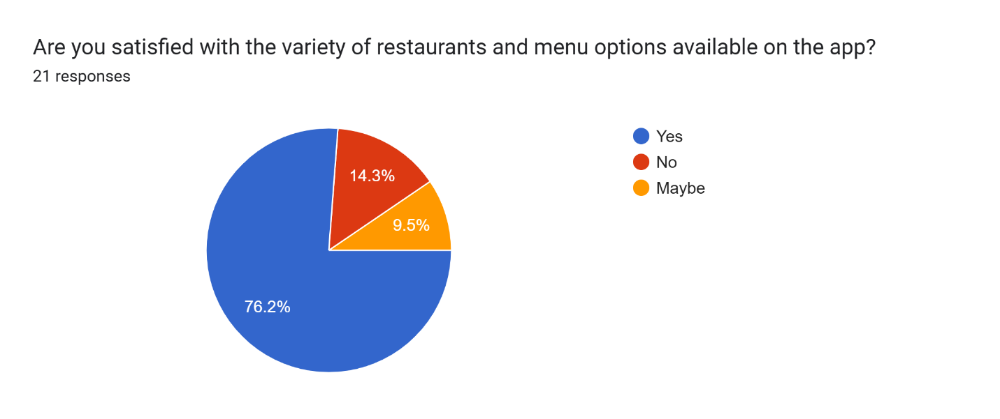 Are you satisfied with the variety of restaurants and menu options available on the app?
21 responses
Yes
No
Maybe
14.3%
9.5%
76.2%